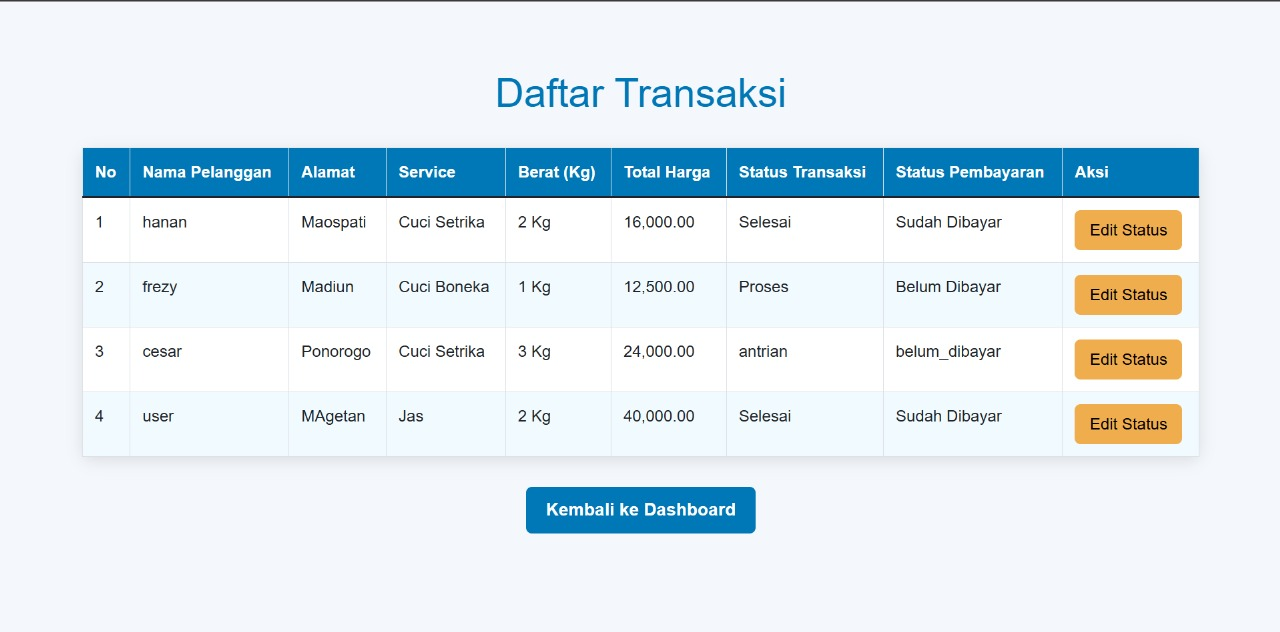 Daftar Transaksi
No Nama Pelanggan Alamat Service Berat (Kg) Total Harga Status Transaksi Status Pembayaran Aksi
1 hanan Maospati Cuci Setrika 2 Kg 16,000.00 Selesai Sudah Dibayar Edit Status
2 frezy Madiun Cuci Boneka 1 Kg 12,500.00 Proses Belum Dibayar Edit Status
3 cesar Ponorogo Cuci Setrika 3 Kg 24,000.00 antrian belum_dibayar Edit Status
4 user MAgetan Jas 2 Kg 40,000.00 Selesai Sudah Dibayar Edit Status
Kembali ke Dashboard